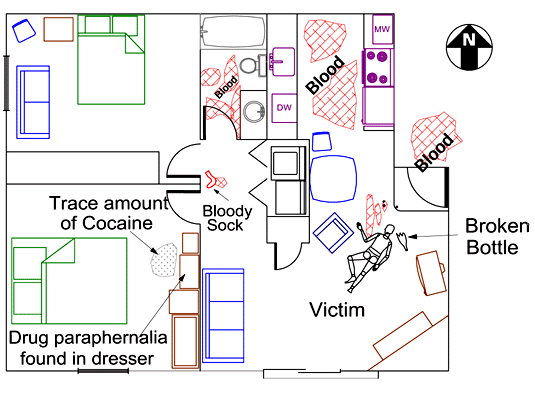 MW
N
Blood
Blood
DW
Blood
Trace amount
of Cocaine
Bloody
Sock
Broken
Bottle
Victim
Drug paraphernalia
found in dresser